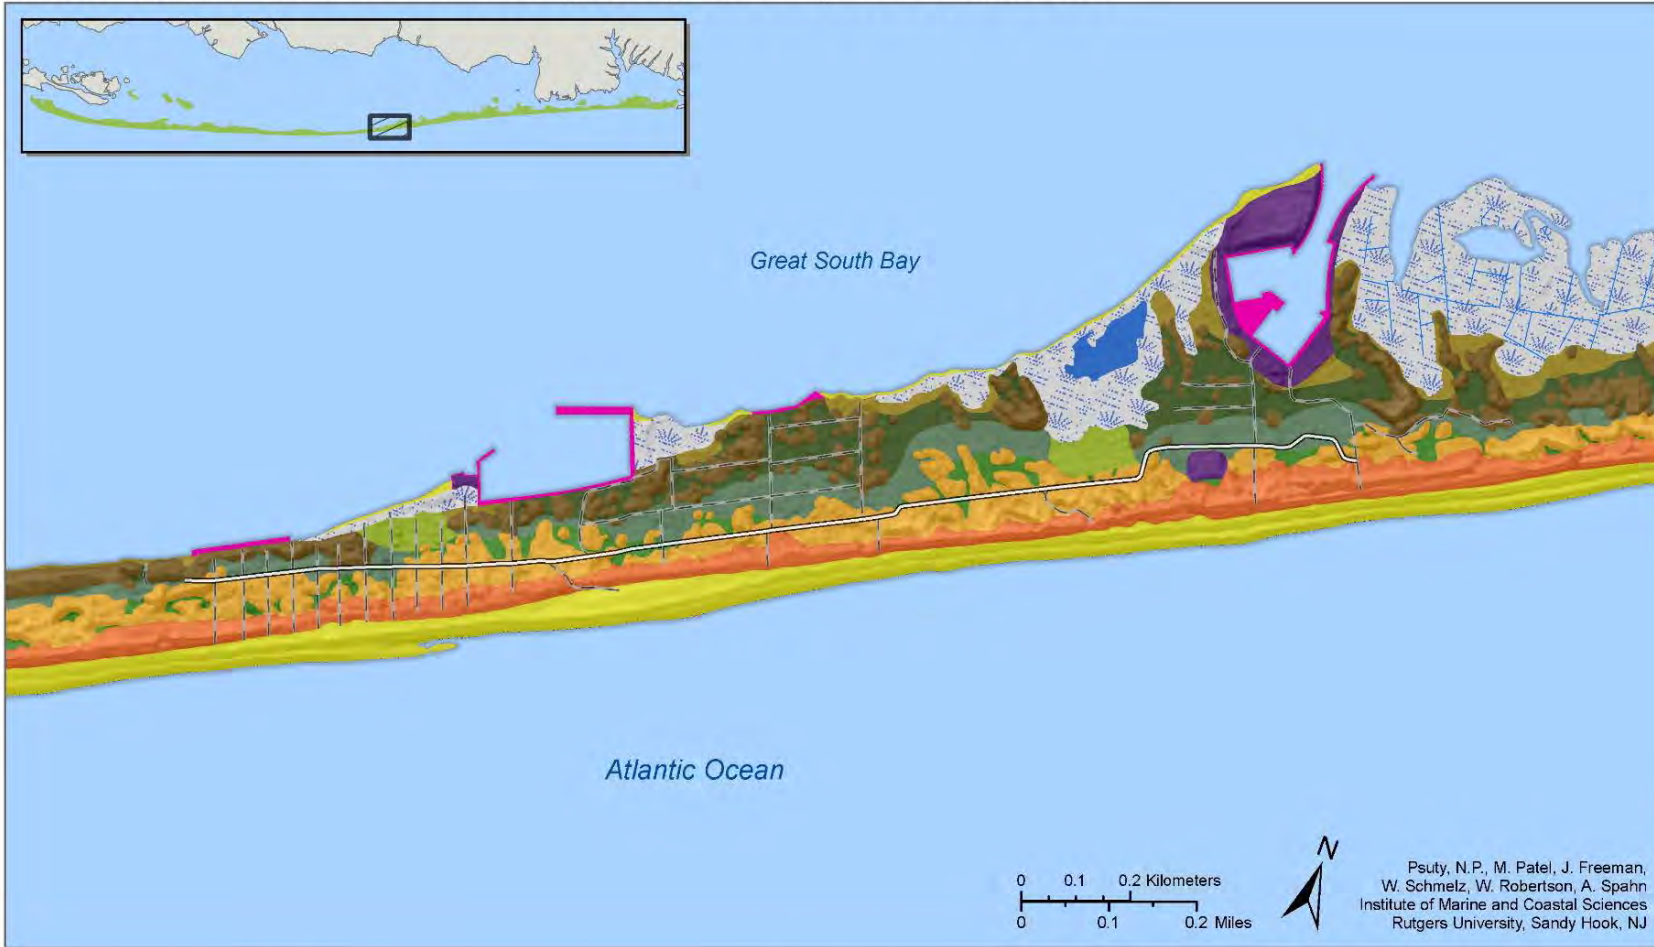 Great South Bay
Atlantic Ocean
0 0.1 0.2 Kilometers
0 0.1 0.2 Miles
N
Psuty, N.P., M. Patel, J. Freeman,
W. Schmelz, W. Robertson, A. Spahn
Institute of Marine and Coastal Sciences
Rutgers University, Sandy Hook, NJ